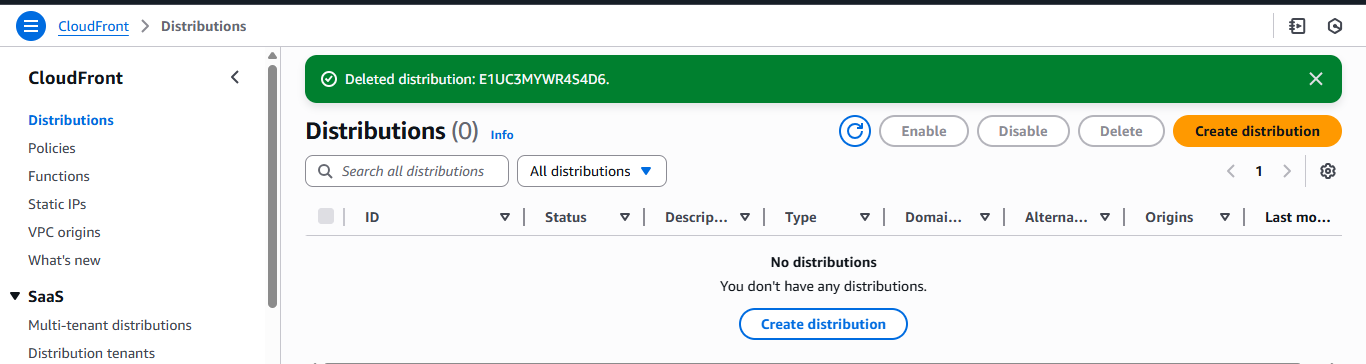 CloudFront > Distributions
CloudFront
Distributions
Policies
Functions
Static IPs
VPC origins
What's new
SaaS
Multi-tenant distributions
Distribution tenants
Deleted distribution: E1UC3MYWR4S4D6.
Distributions (0) Info
Enable Disable Delete Create distribution
Search all distributions All distributions 1
ID Status Descrip... Type Domai... Alterna... Origins Last mo...
No distributions
You don't have any distributions.
Create distribution